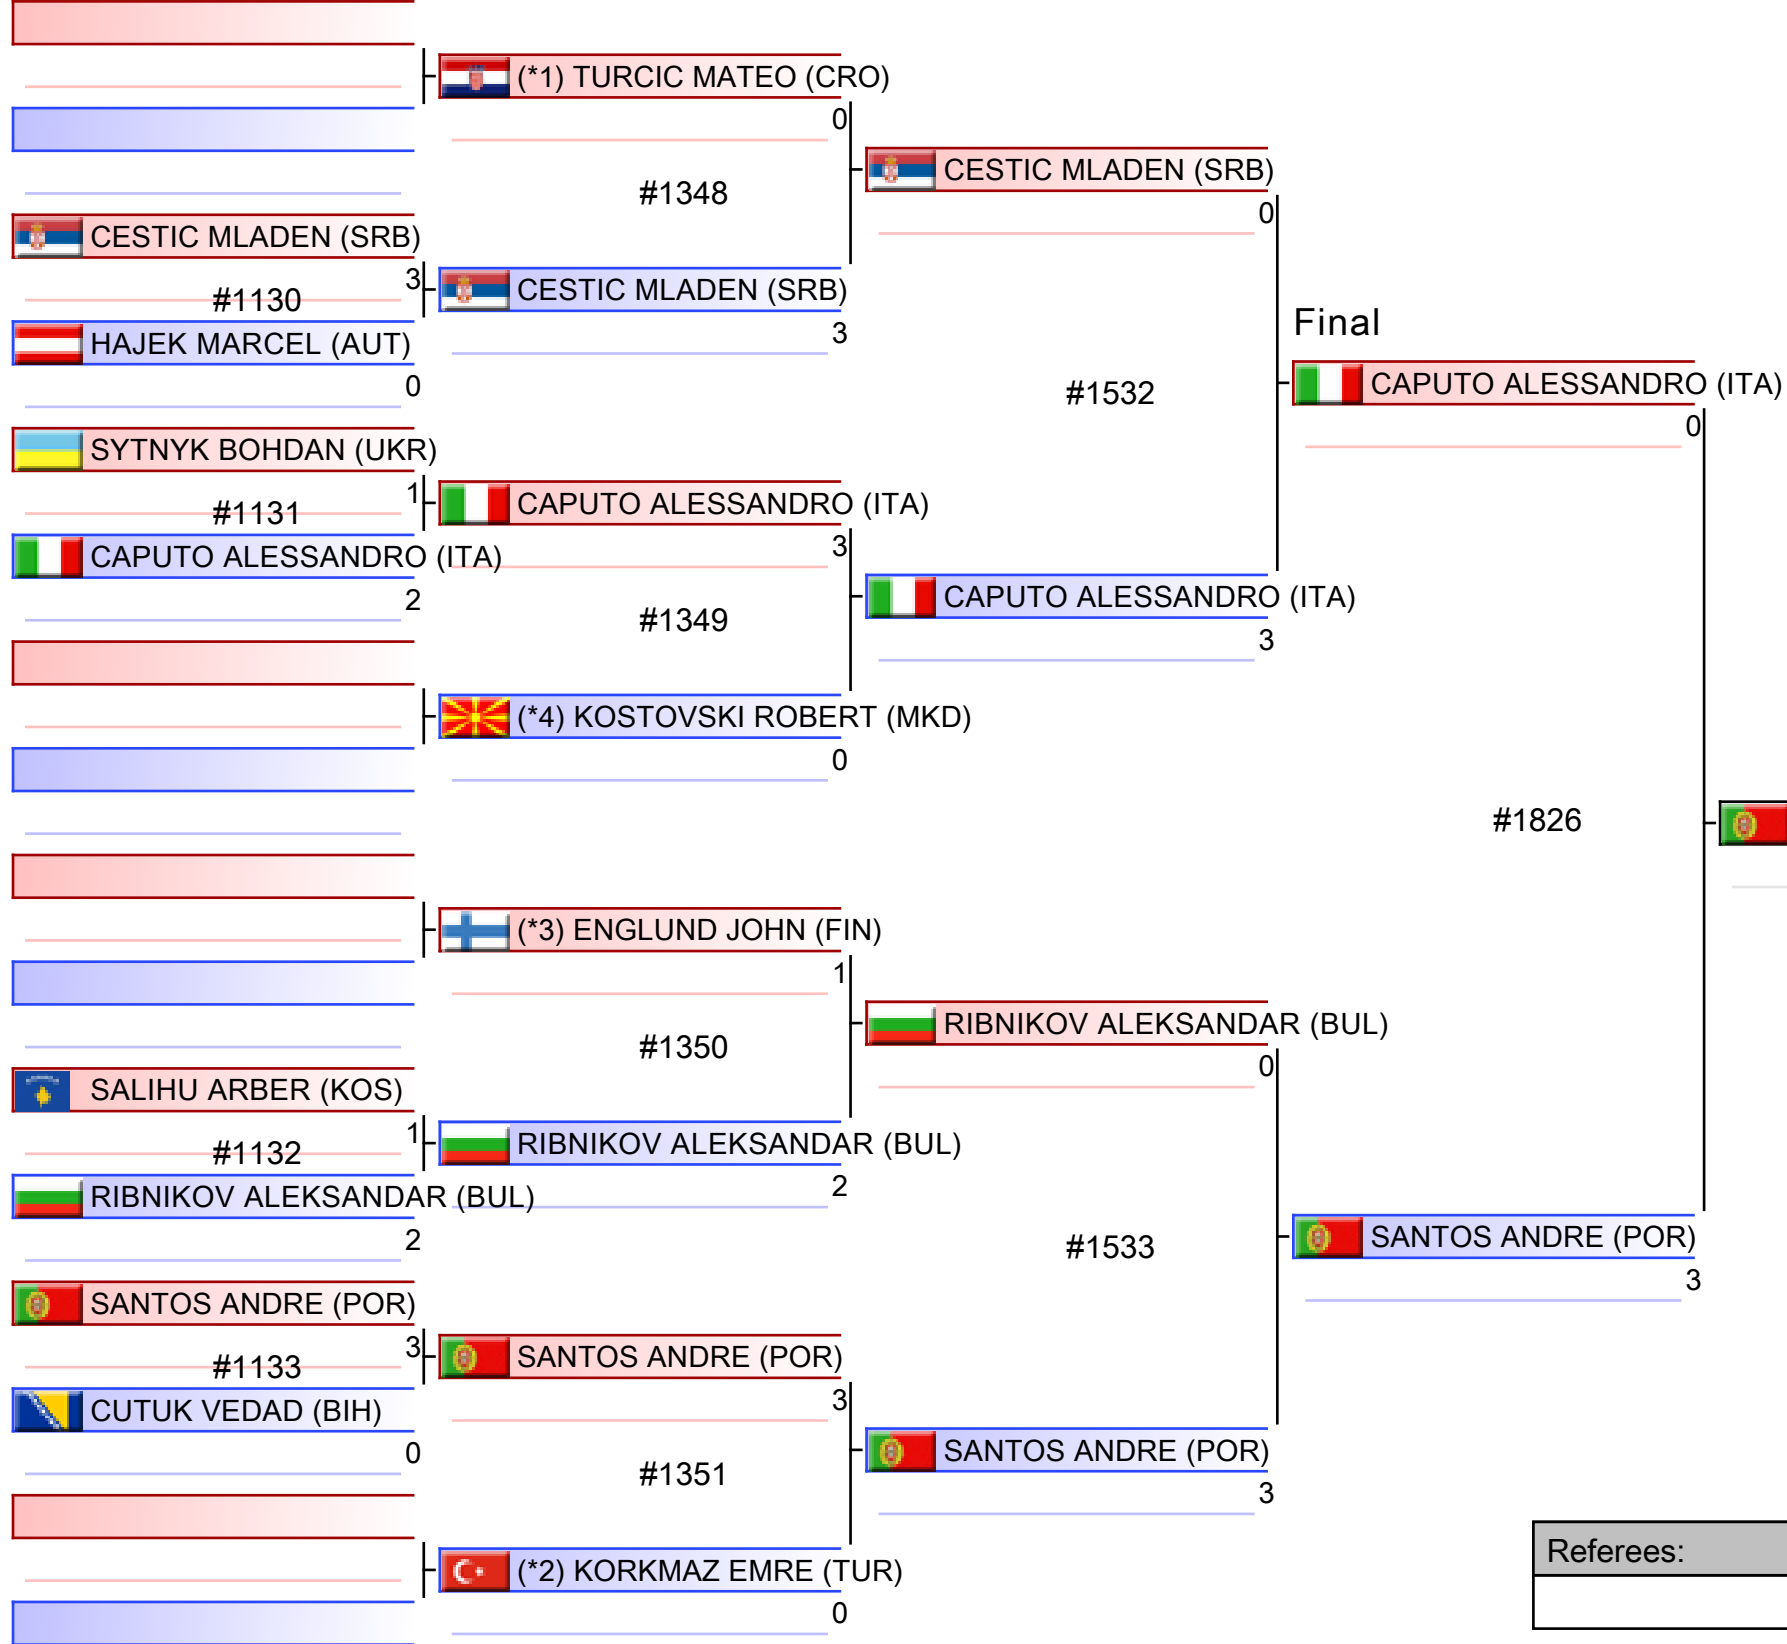 (*1) TURCIC MATEO (CRO)
0
#1348
CESTIC MLADEN (SRB)
0
CESTIC MLADEN (SRB)
3
#1130
CESTIC MLADEN (SRB)
3
HAJEK MARCEL (AUT)
0
Final
#1532
CAPUTO ALESSANDRO (ITA)
0
SYTNYK BOHDAN (UKR)
1
#1131
CAPUTO ALESSANDRO (ITA)
3
CAPUTO ALESSANDRO (ITA)
2
#1349
CAPUTO ALESSANDRO (ITA)
3
(*4) KOSTOVSKI ROBERT (MKD)
0
#1826
(*3) ENGLUND JOHN (FIN)
1
#1350
RIBNIKOV ALEKSANDAR (BUL)
0
SALIHU ARBER (KOS)
1
#1132
RIBNIKOV ALEKSANDAR (BUL)
2
RIBNIKOV ALEKSANDAR (BUL)
2
#1533
SANTOS ANDRE (POR)
3
SANTOS ANDRE (POR)
3
#1133
SANTOS ANDRE (POR)
3
CUTUK VEDAD (BIH)
0
#1351
SANTOS ANDRE (POR)
3
(*2) KORKMAZ EMRE (TUR)
0
Referees: